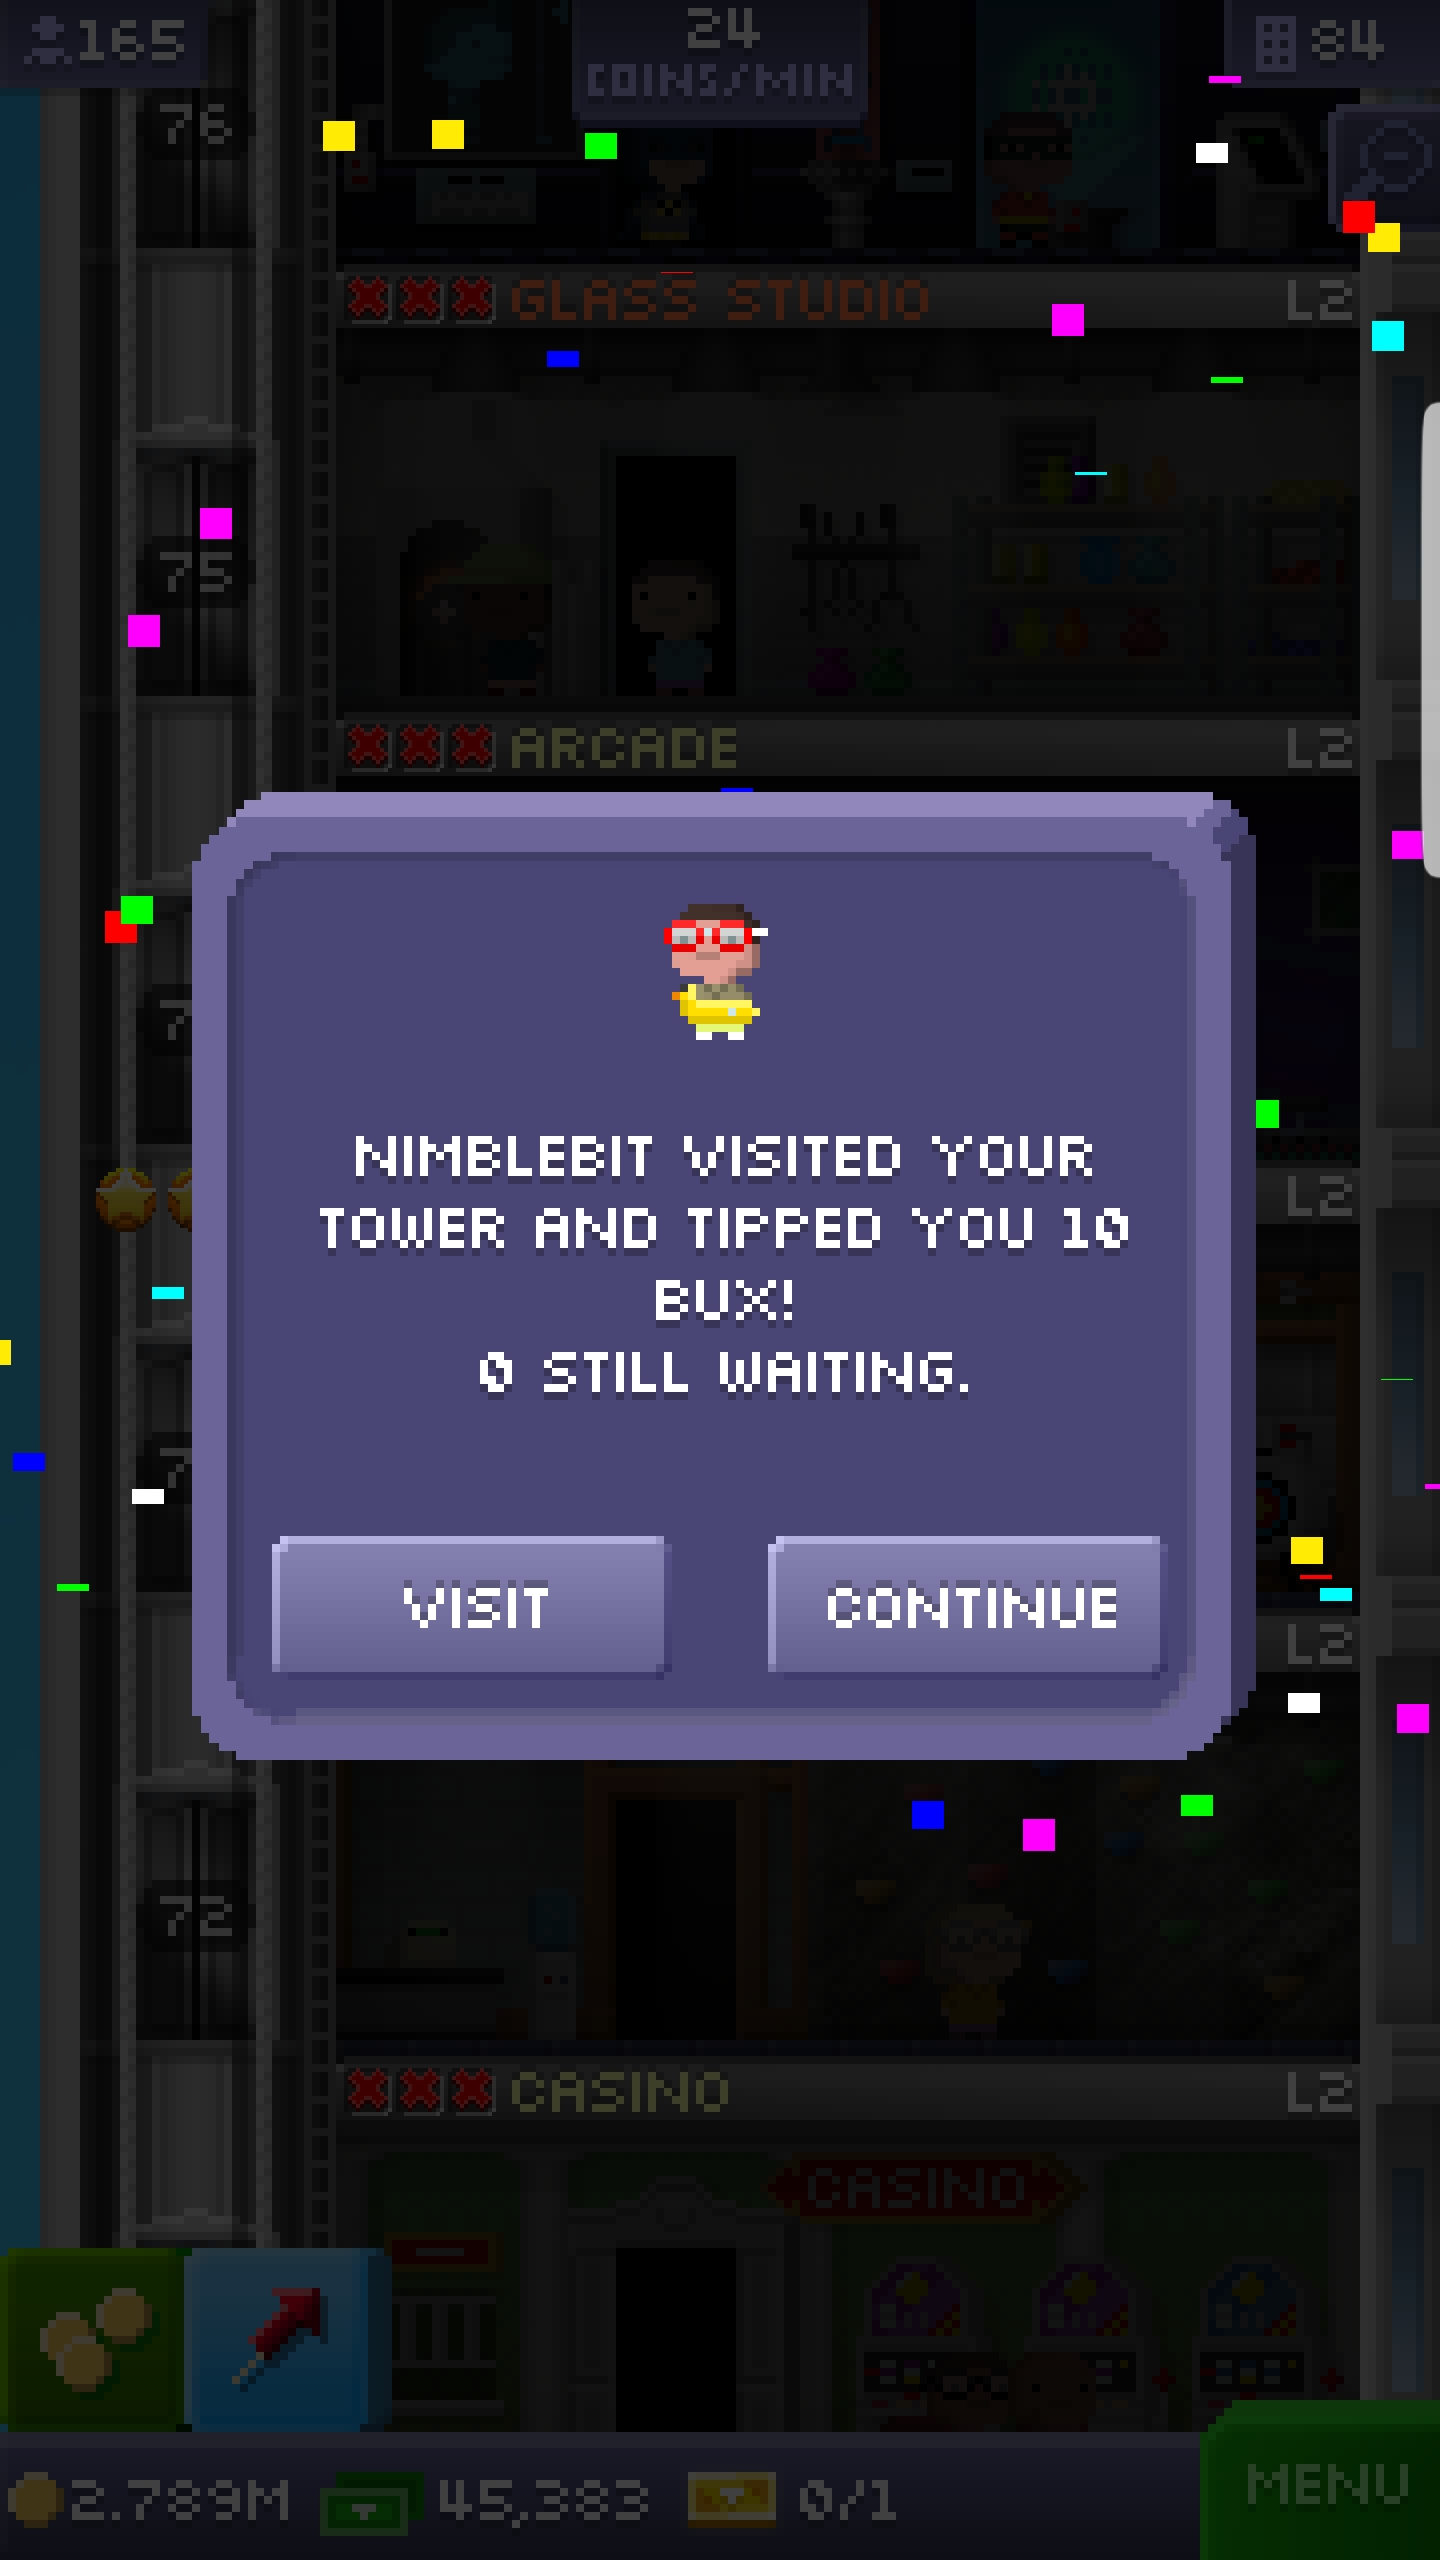 165
24
COINS/MIN
84
76
GLASS STUDIO L2
75
ARCADE L2
L2
NIMBLEBIT VISITED YOUR
TOWER AND TIPPED YOU 10
BUX!
0 STILL WAITING.
VISIT
CONTINUE
L2
72
CASINO L2
CASINO
2.789M 45,383 0/1
MENU